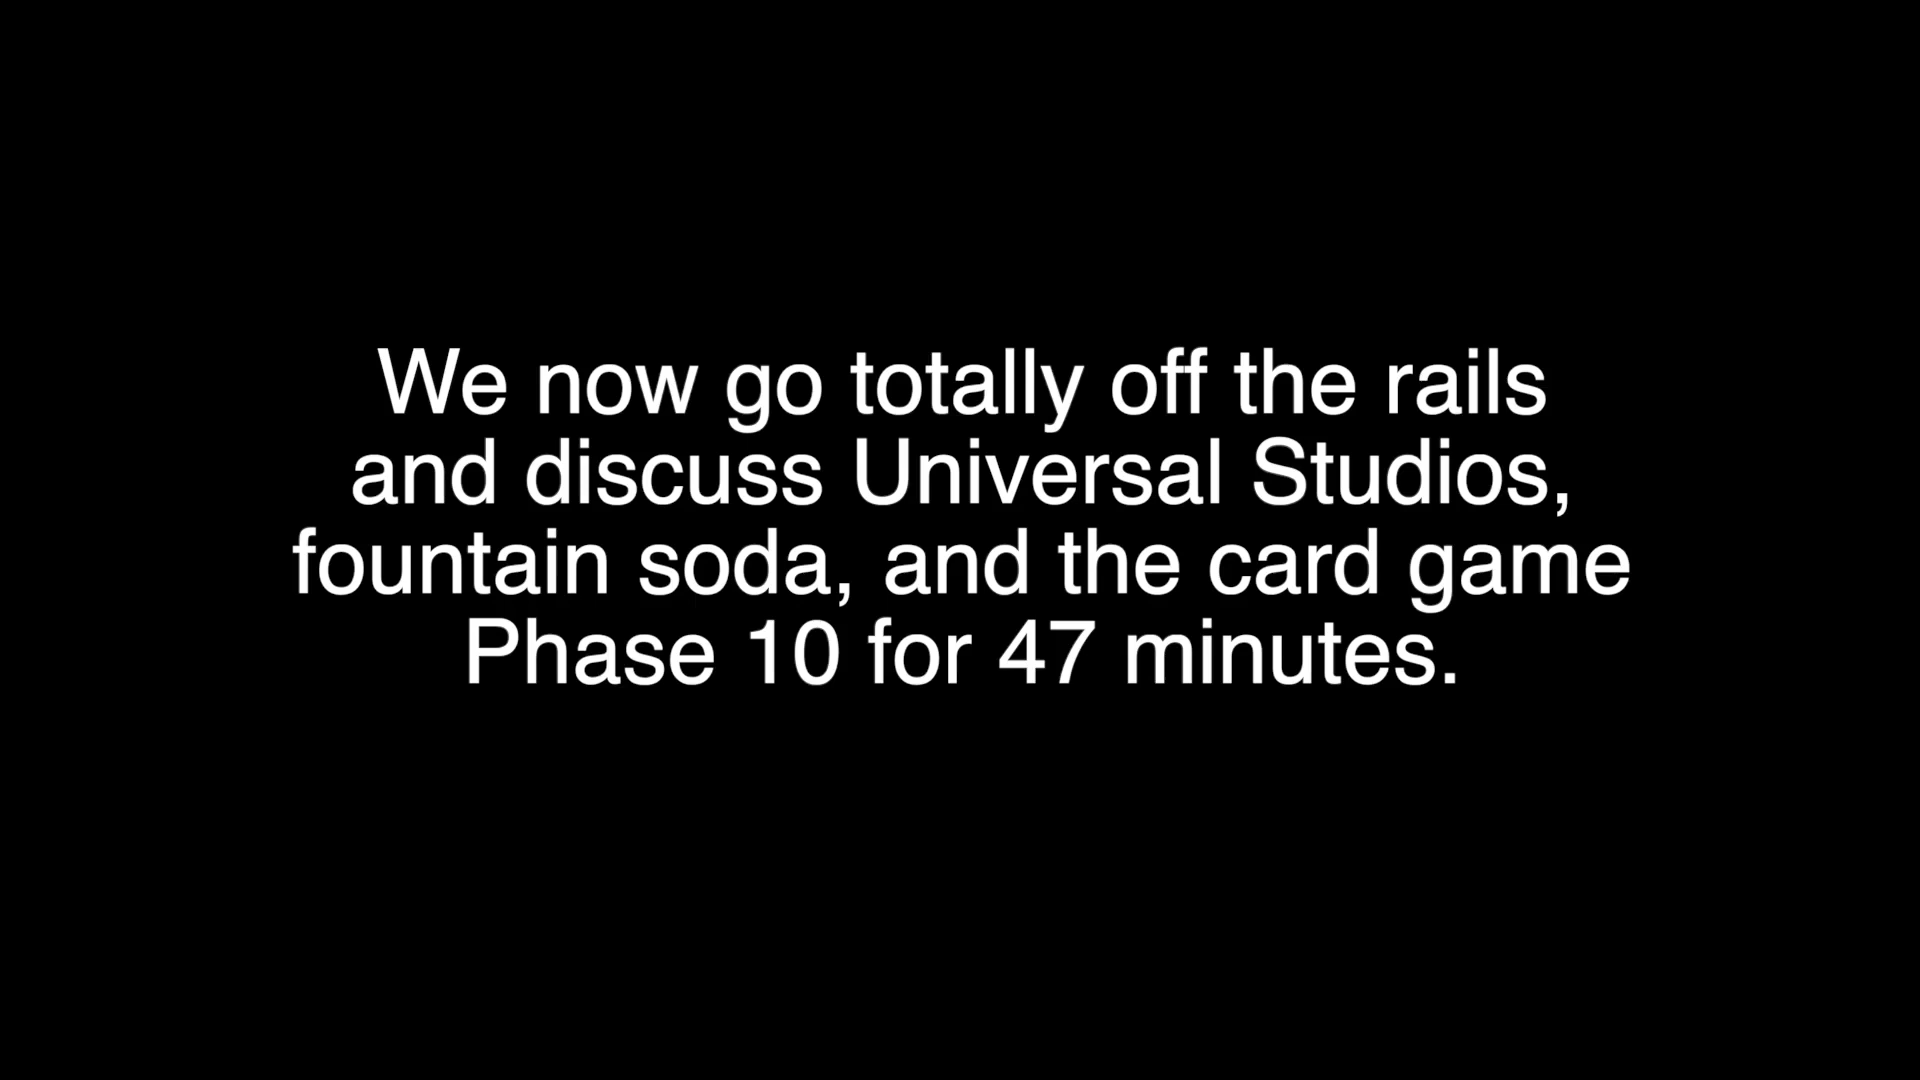 We now go totally off the rails
and discuss Universal Studios,
fountain soda, and the card game
Phase 10 for 47 minutes.